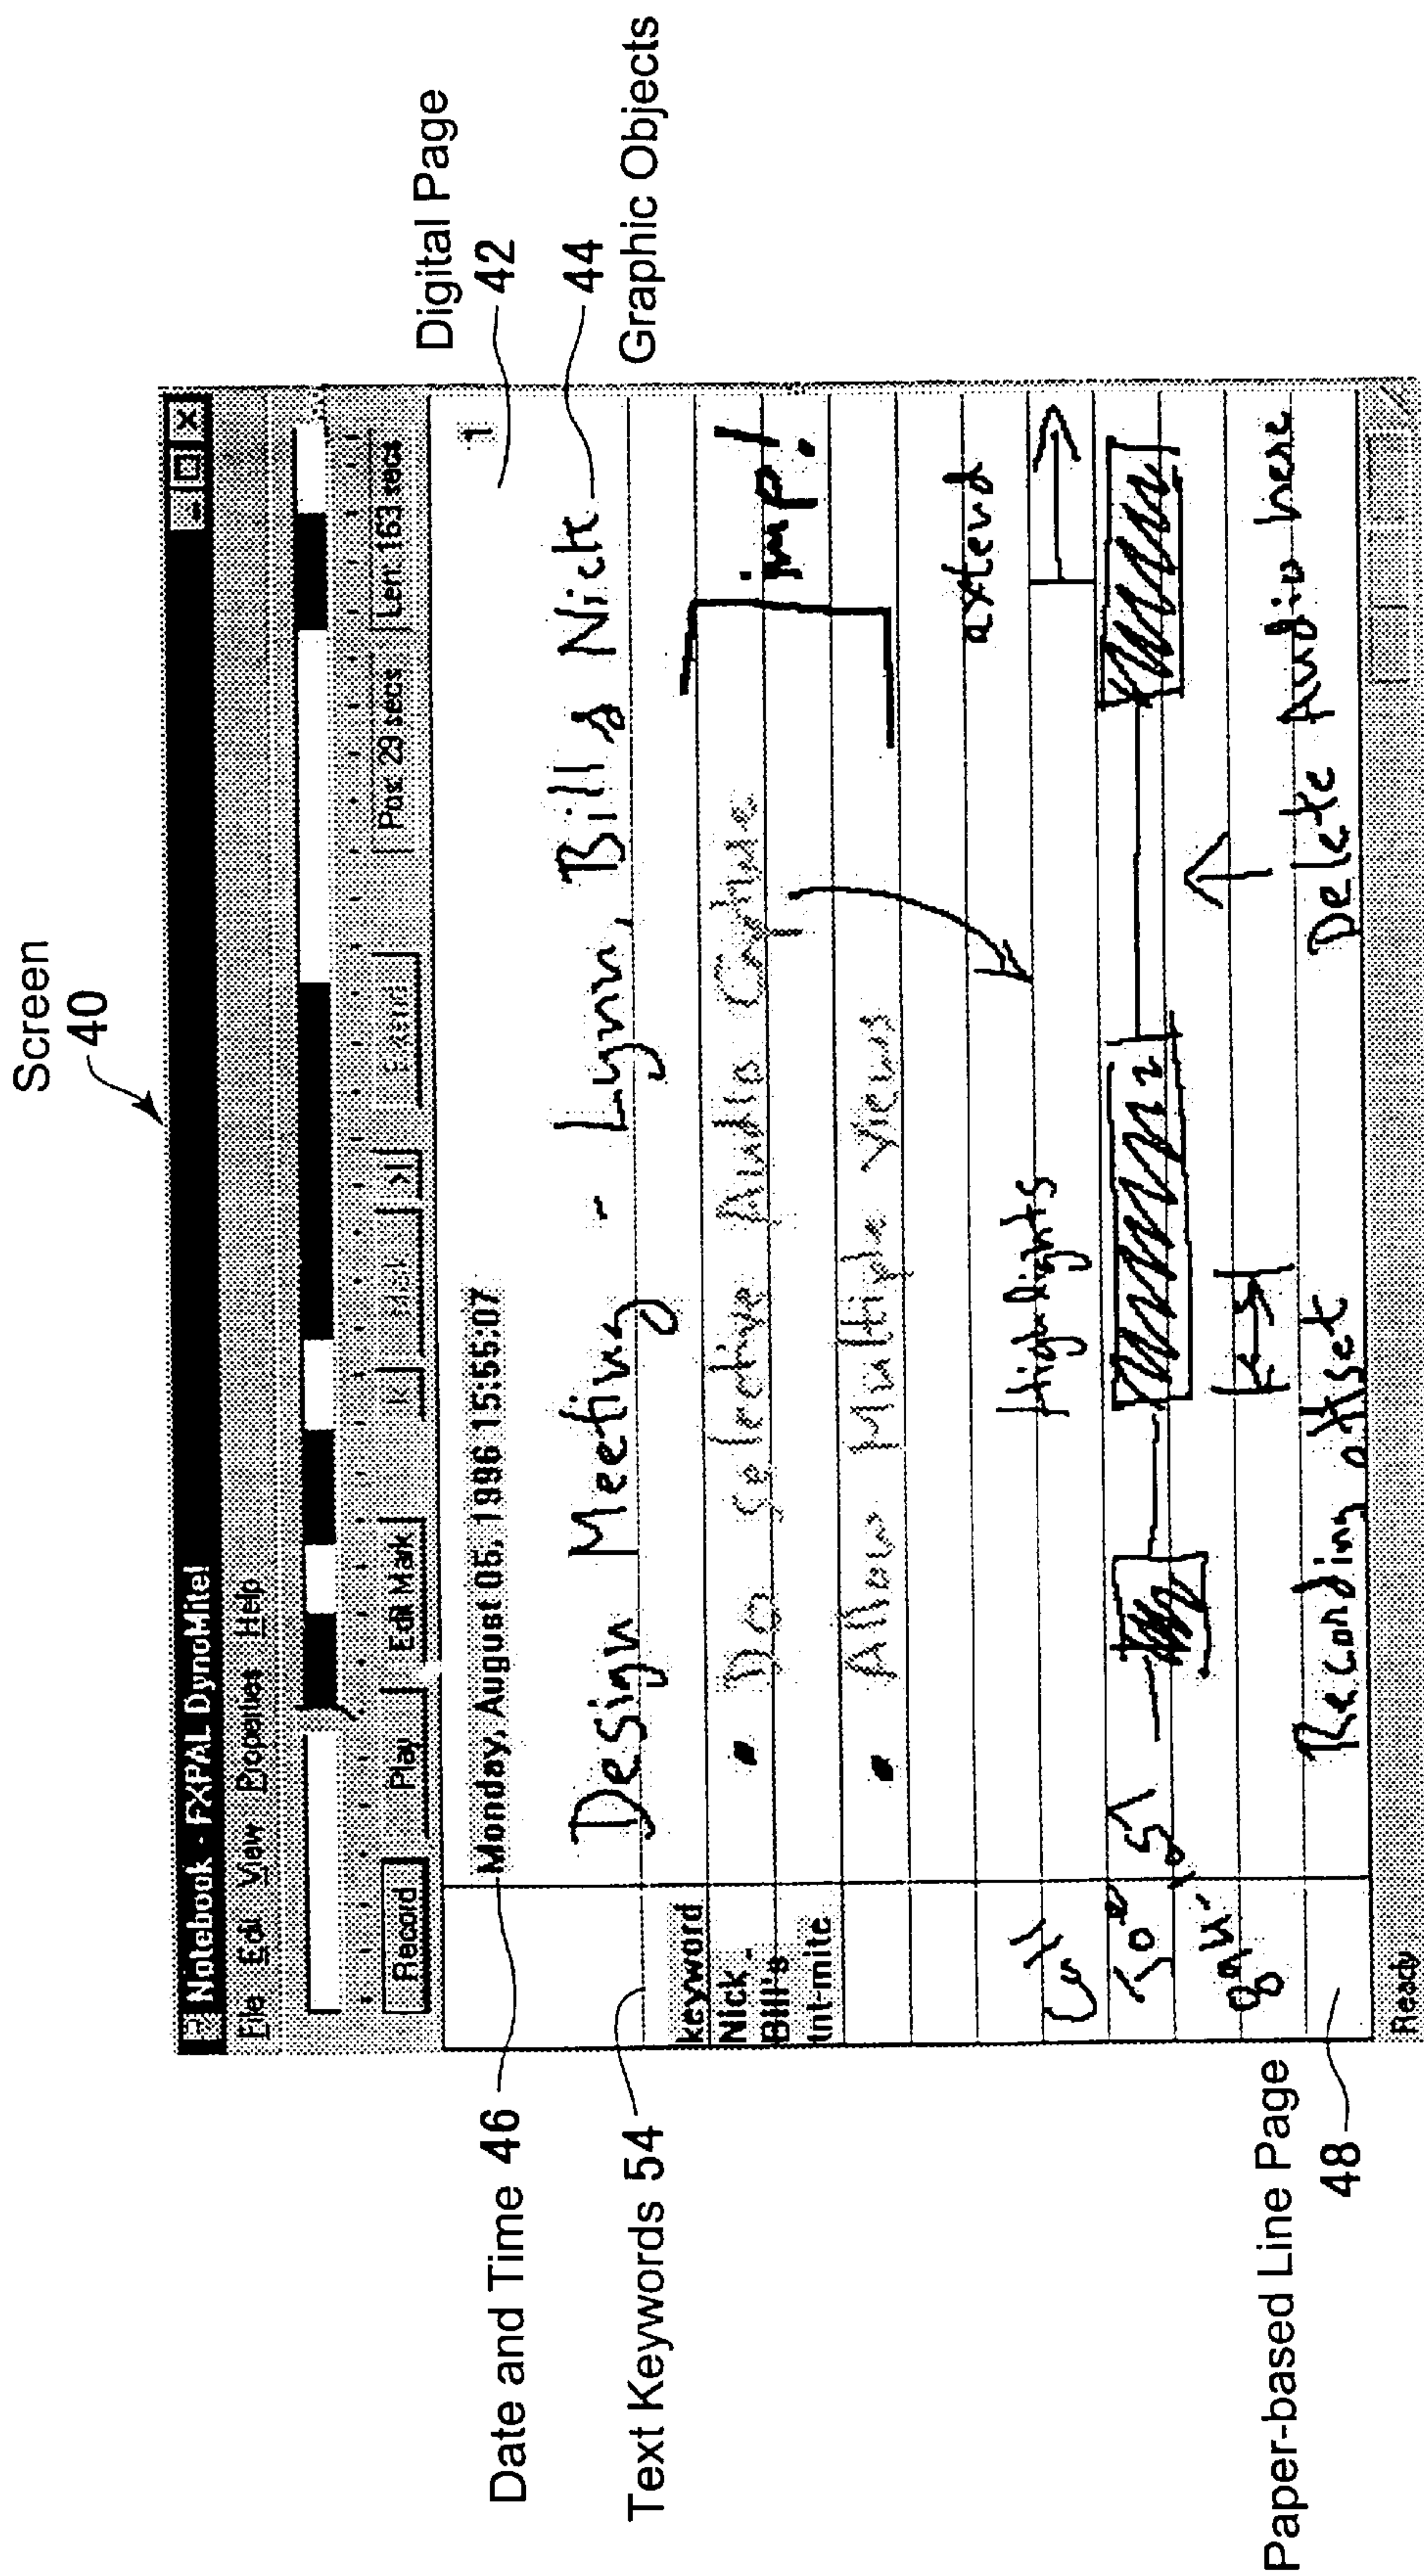 Screen
40
Notebook - FXPAL DynoMite!
File Edit View Properties Help
Record Play Edit Mark |< >| Extend Pos: 29 secs Len 163 secs
Digital Page
42
44
Graphic Objects
Date and Time 46
Monday, August 05, 1996 15:55:07 1
Design Meeting - Lynn, Bill & Nick
Text Keywords 54
keyword
Nick -
Bill's
tnt-mite
• Do Selective Audio Capture
imp!
• Allow Multiple Views
extend
Highlights
Delete Audio here
Recording offset
Paper-based Line Page
48
Ready